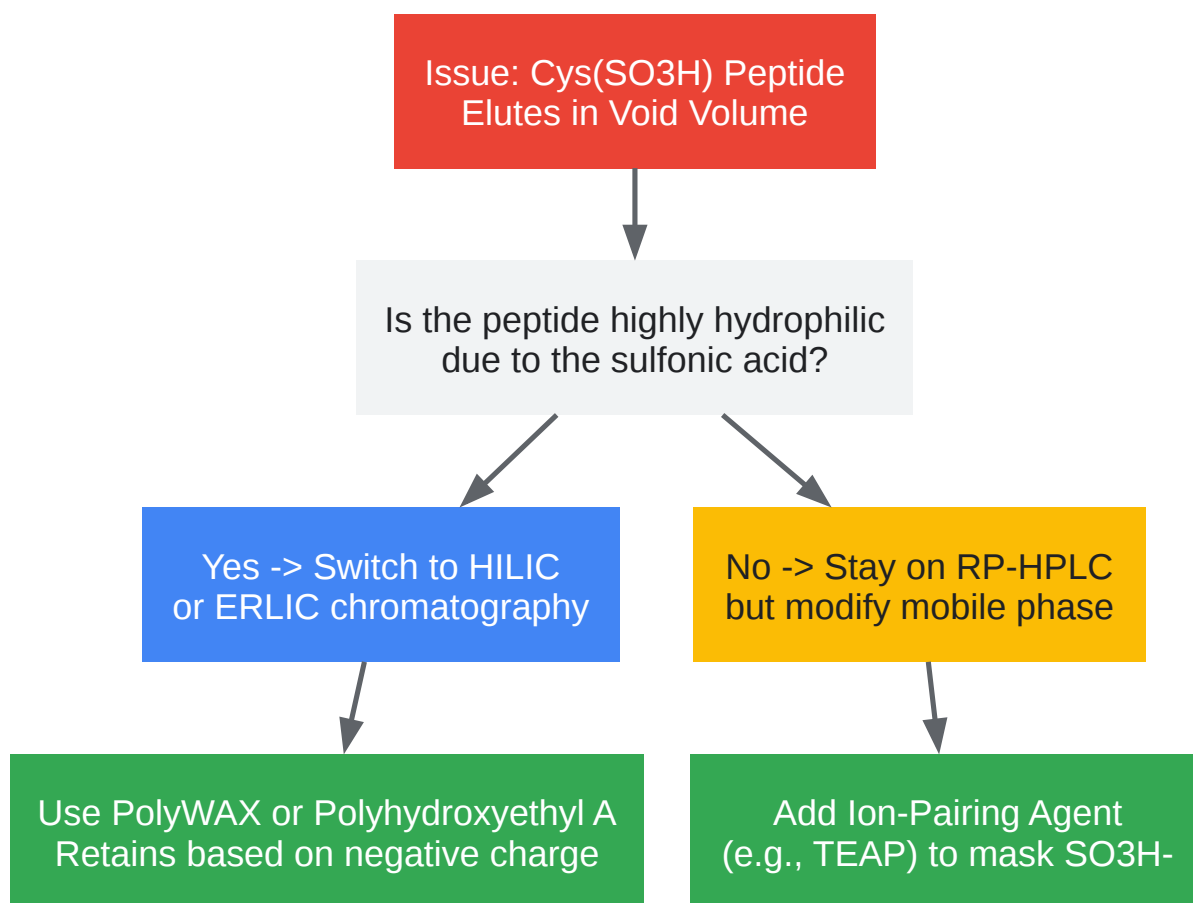 Issue: Cys(SO3H) Peptide
Elutes in Void Volume
Is the peptide highly hydrophilic
due to the sulfonic acid?
Yes -> Switch to HILIC
or ERLIC chromatography
No -> Stay on RP-HPLC
but modify mobile phase
Use PolyWAX or Polyhydroxyethyl A
Retains based on negative charge
Add Ion-Pairing Agent
(e.g., TEAP) to mask SO3H-